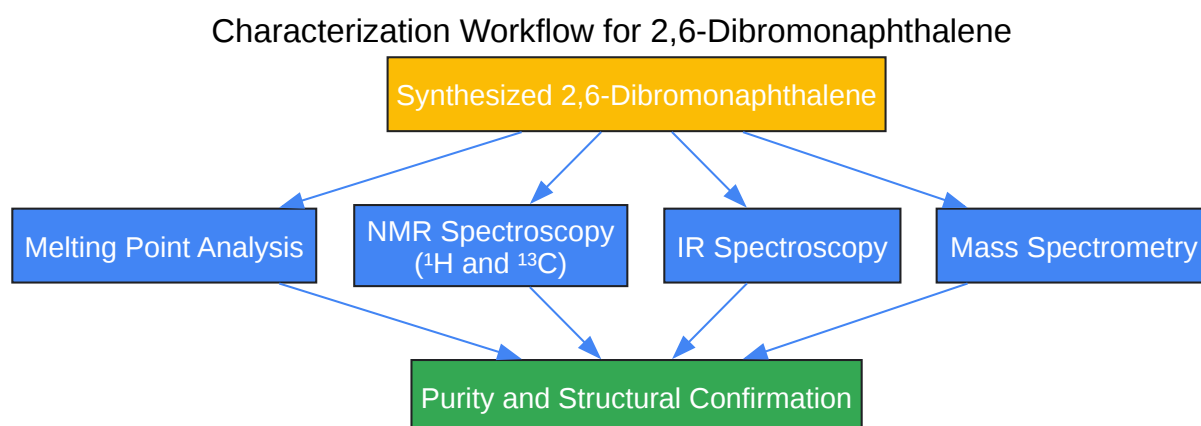 Characterization Workflow for 2,6-Dibromonaphthalene
Synthesized 2,6-Dibromonaphthalene
Melting Point Analysis
NMR Spectroscopy
(¹H and ¹³C)
IR Spectroscopy
Mass Spectrometry
Purity and Structural Confirmation